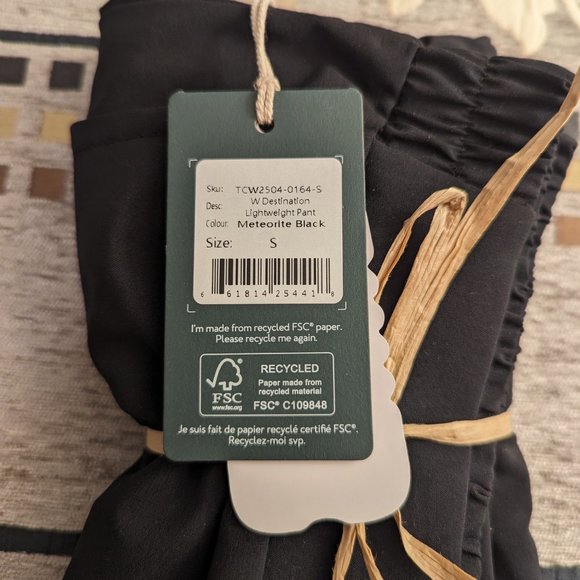 Sku: TCW2504-0164-S
Desc: W Destination
Lightweight Pant
Colour: Meteorite Black
Size: S
6 61814 25441 8
I'm made from recycled FSC® paper.
Please recycle me again.
FSC
www.fsc.org
RECYCLED
Paper made from
recycled material
FSC® C109848
Je suis fait de papier recyclé certifié FSC®.
Recyclez-moi svp.